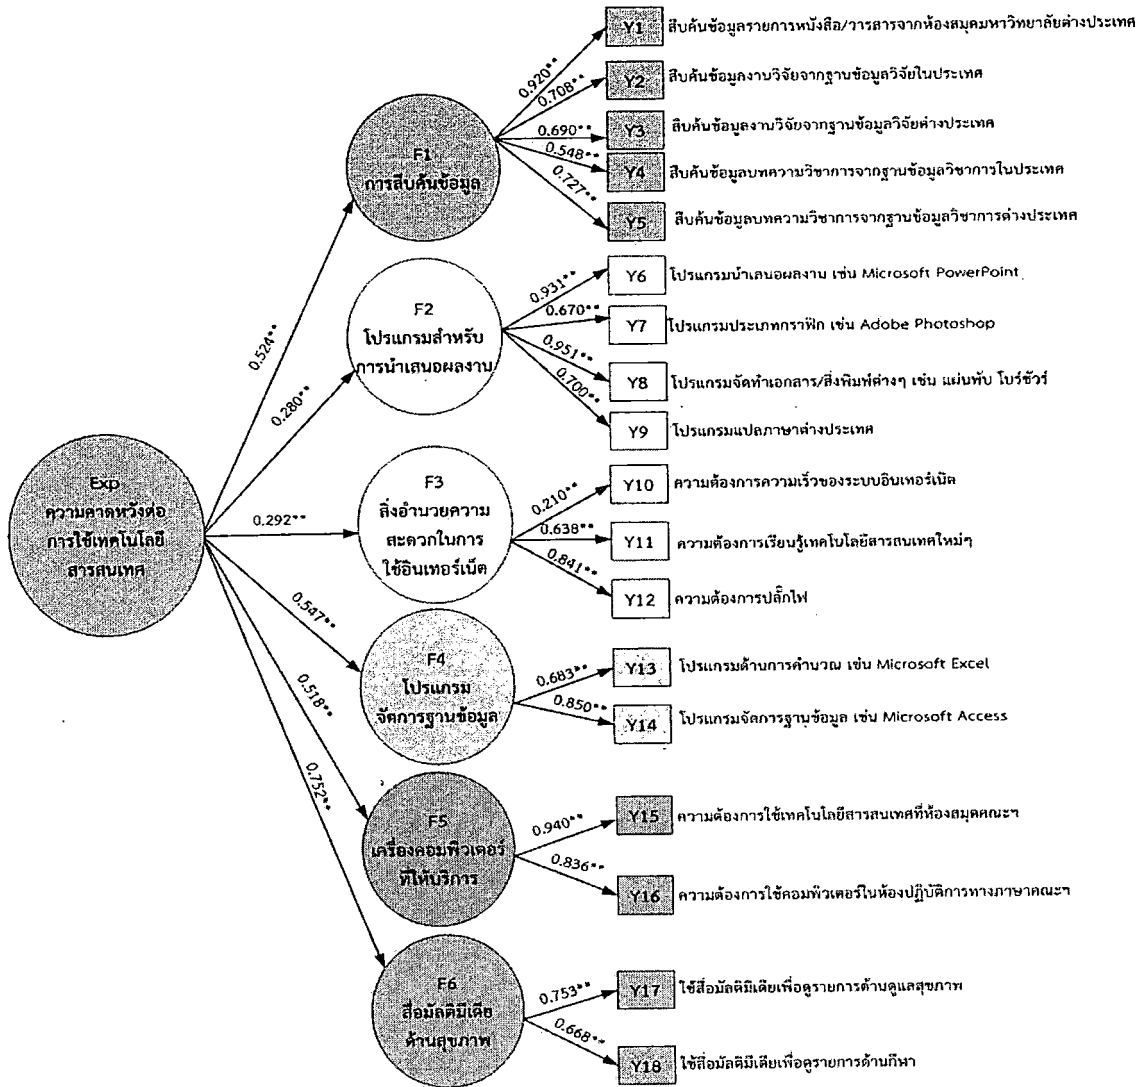 Exp
ความคาดหวังต่อ
การใช้เทคโนโลยี
สารสนเทศ
0.524**
0.280**
0.292**
0.547**
0.518**
0.752**
F1
การสืบค้นข้อมูล
0.920**
0.708**
0.690**
0.548**
0.727**
Y1 สืบค้นข้อมูลรายการหนังสือ/วารสารจากห้องสมุดมหาวิทยาลัยต่างประเทศ
Y2 สืบค้นข้อมูลงานวิจัยจากฐานข้อมูลวิจัยในประเทศ
Y3 สืบค้นข้อมูลงานวิจัยจากฐานข้อมูลวิจัยต่างประเทศ
Y4 สืบค้นข้อมูลบทความวิชาการจากฐานข้อมูลวิชาการในประเทศ
Y5 สืบค้นข้อมูลบทความวิชาการจากฐานข้อมูลวิชาการต่างประเทศ
F2
โปรแกรมสำหรับ
การนำเสนอผลงาน
0.931**
0.670**
0.951**
0.700**
Y6 โปรแกรมนำเสนอผลงาน เช่น Microsoft PowerPoint
Y7 โปรแกรมประเภทกราฟิก เช่น Adobe Photoshop
Y8 โปรแกรมจัดทำเอกสาร/สิ่งพิมพ์ต่างๆ เช่น แผ่นพับ โบร์ชัวร์
Y9 โปรแกรมแปลภาษาต่างประเทศ
F3
สิ่งอำนวยความ
สะดวกในการ
ใช้อินเทอร์เน็ต
0.210**
0.638**
0.841**
Y10 ความต้องการความเร็วของระบบอินเทอร์เน็ต
Y11 ความต้องการเรียนรู้เทคโนโลยีสารสนเทศใหม่ๆ
Y12 ความต้องการปลั๊กไฟ
F4
โปรแกรม
จัดการฐานข้อมูล
0.683**
0.850**
Y13 โปรแกรมด้านการคำนวณ เช่น Microsoft Excel
Y14 โปรแกรมจัดการฐานข้อมูล เช่น Microsoft Access
F5
เครื่องคอมพิวเตอร์
ที่ให้บริการ
0.940**
0.836**
Y15 ความต้องการใช้เทคโนโลยีสารสนเทศที่ห้องสมุดคณะฯ
Y16 ความต้องการใช้คอมพิวเตอร์ในห้องปฏิบัติการทางภาษาคณะฯ
F6
สื่อมัลติมีเดีย
ด้านสุขภาพ
0.753**
0.668**
Y17 ใช้สื่อมัลติมีเดียเพื่อดูรายการด้านดูแลสุขภาพ
Y18 ใช้สื่อมัลติมีเดียเพื่อดูรายการด้านกีฬา